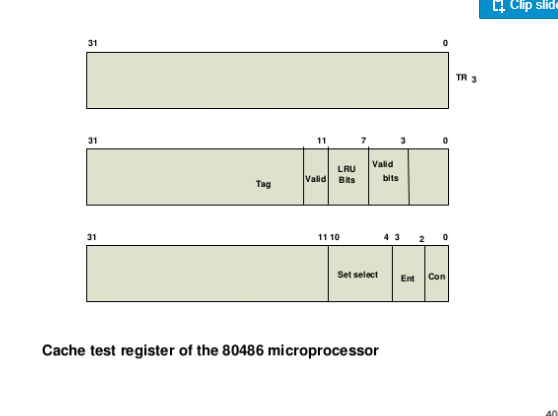 Clip slide
31 0
TR 3
31 11 7 3 0
Tag Valid LRU Bits Valid bits
31 11 10 4 3 2 0
Set select Ent Con
Cache test register of the 80486 microprocessor
40